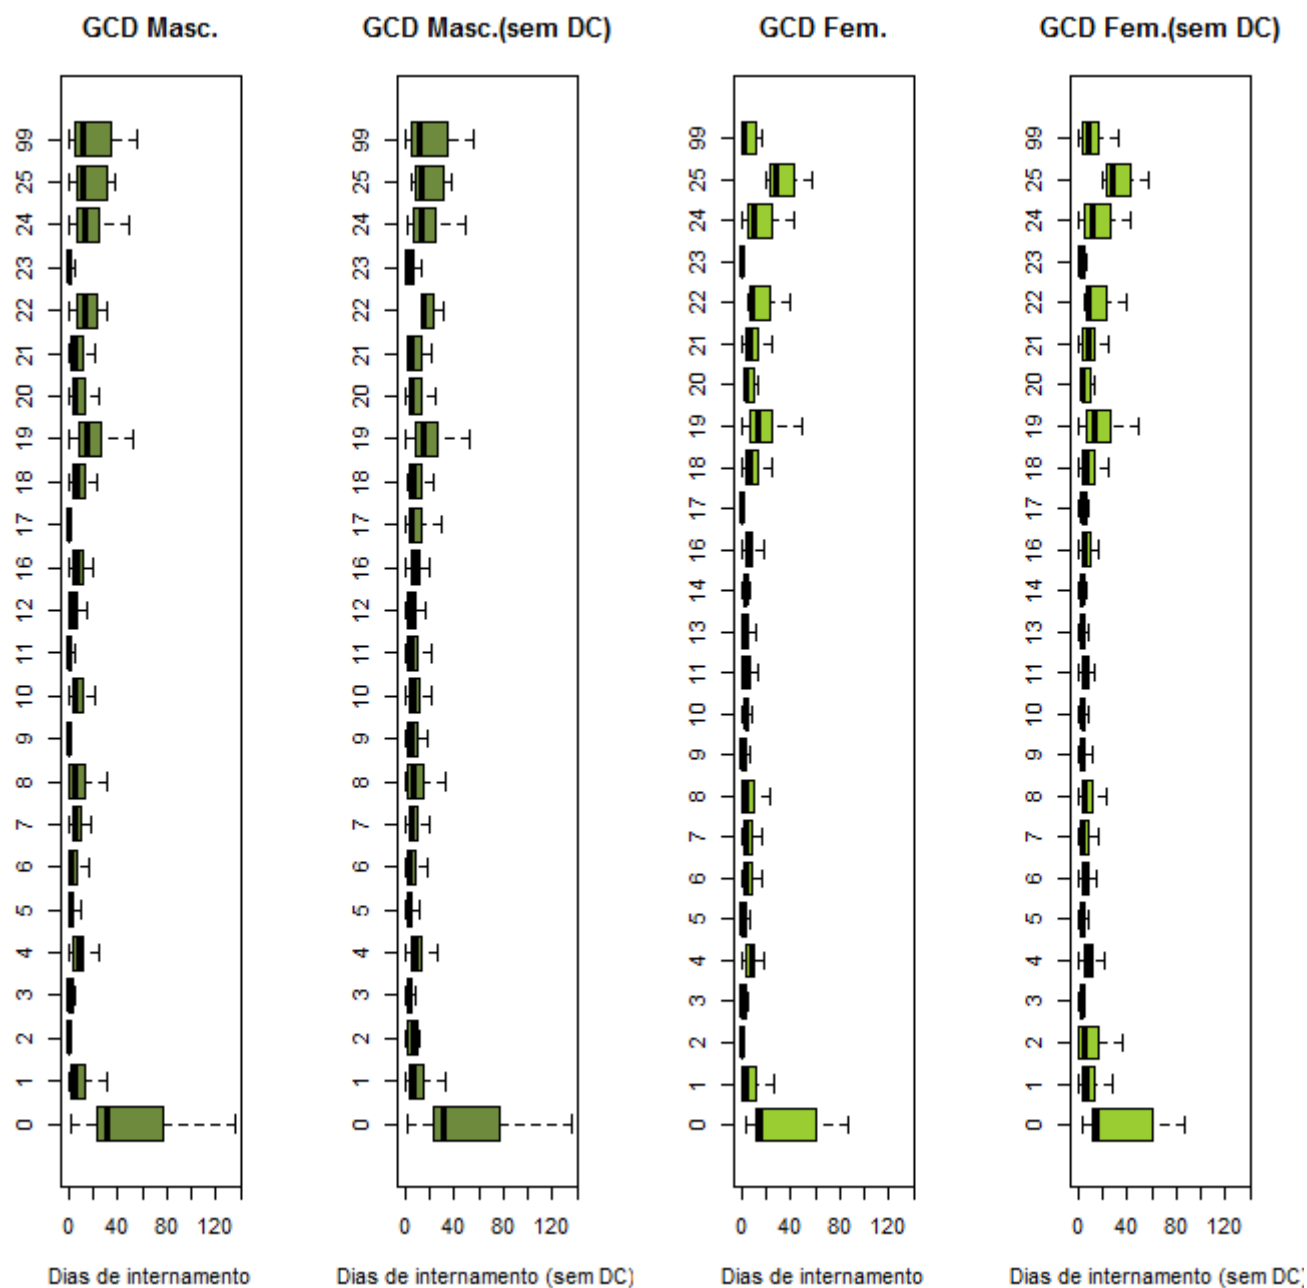 GCD Masc. GCD Masc.(sem DC) GCD Fem. GCD Fem.(sem DC)
99 99 99 99
25 25 25 25
24 24 24 24
23 23 23 23
22 22 22 22
21 21 21 21
20 20 20 20
19 19 19 19
18 18 18 18
17 17 17 17
16 16 16 16
12 12 14 14
11 11 13 13
10 10 11 11
9 9 10 10
8 8 9 9
7 7 8 8
6 6 7 7
5 5 6 6
4 4 5 5
3 3 4 4
2 2 3 3
1 1 2 2
0 0 1 1
0 0
0 40 80 120 0 40 80 120 0 40 80 120 0 40 80 120
Dias de internamento Dias de internamento (sem DC) Dias de internamento Dias de internamento (sem DC)